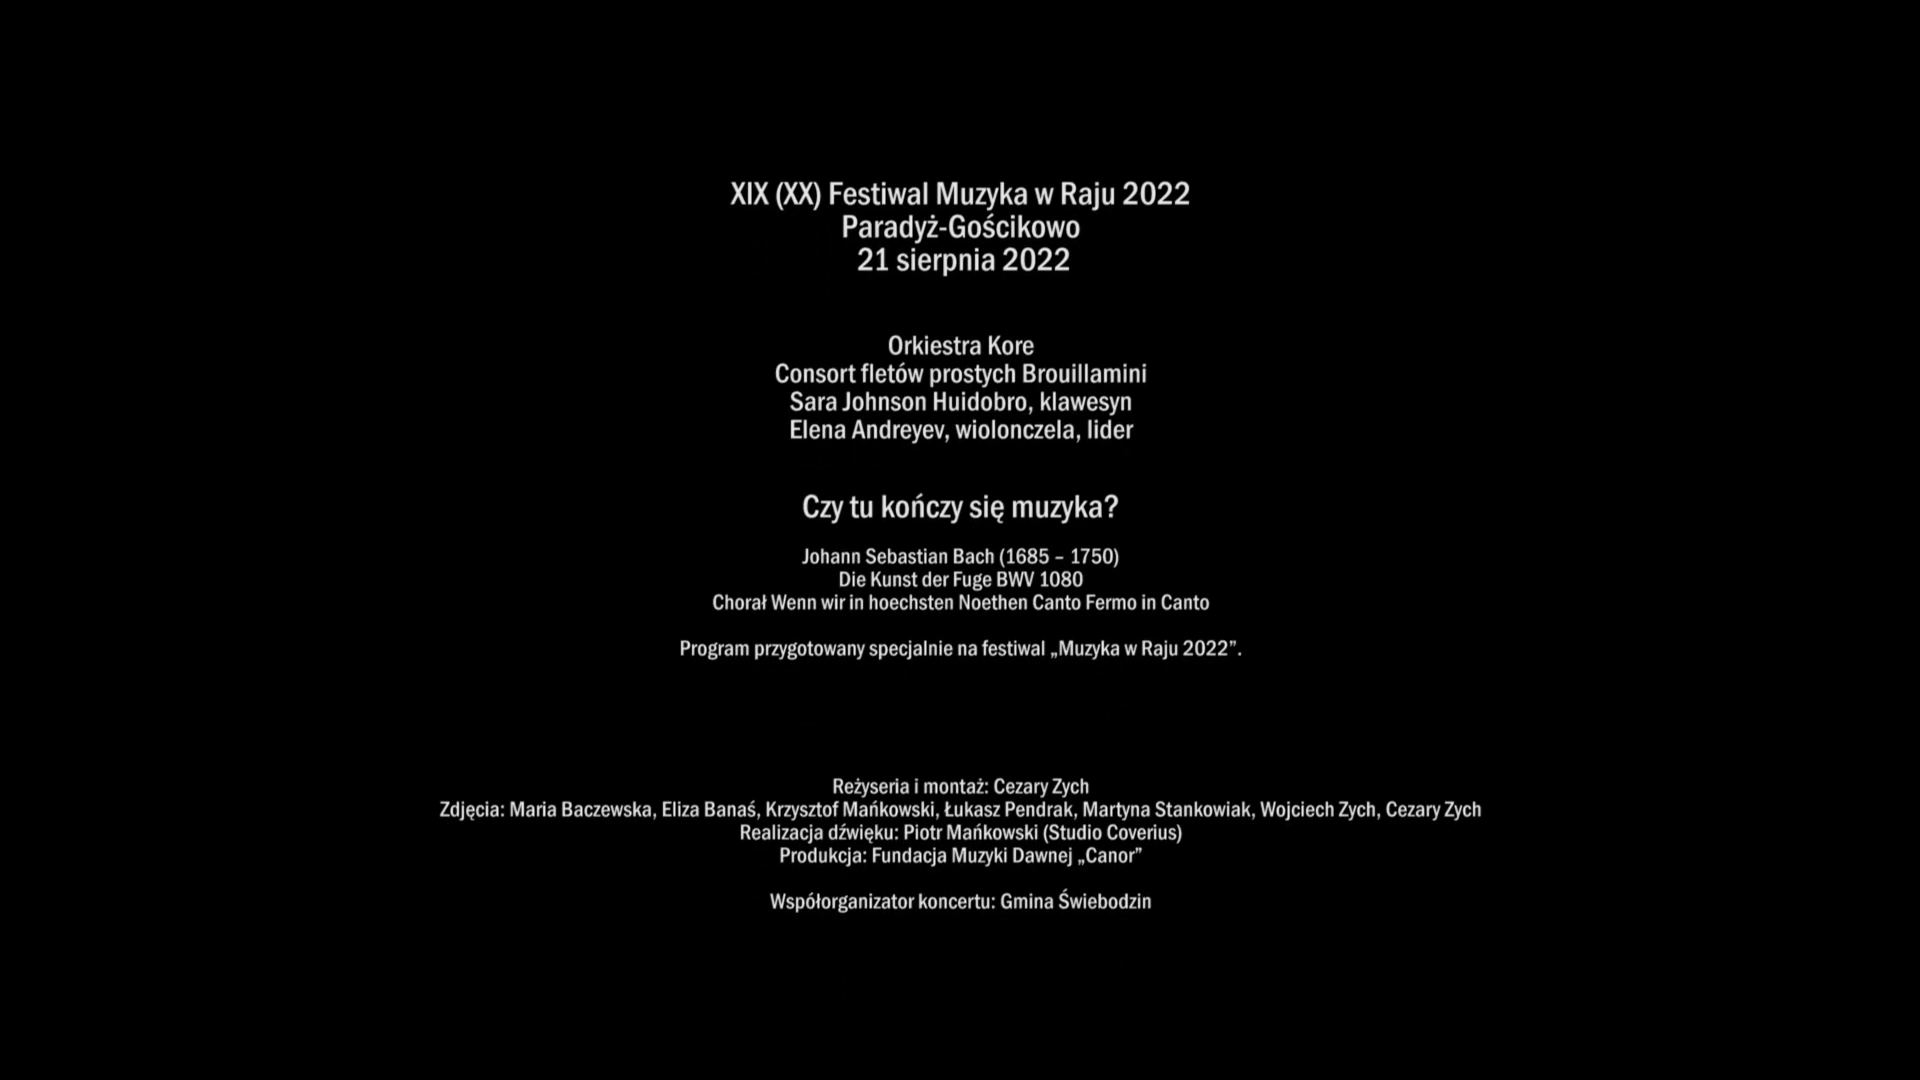 XIX (XX) Festiwal Muzyka w Raju 2022
Paradyż-Gościkowo
21 sierpnia 2022
Orkiestra Kore
Consort fletów prostych Brouillamini
Sara Johnson Huidobro, klawesyn
Elena Andreyev, wiolonczela, lider
Czy tu kończy się muzyka?
Johann Sebastian Bach (1685 – 1750)
Die Kunst der Fuge BWV 1080
Chorał Wenn wir in hoechsten Noethen Canto Fermo in Canto
Program przygotowany specjalnie na festiwal „Muzyka w Raju 2022”.
Reżyseria i montaż: Cezary Zych
Zdjęcia: Maria Baczewska, Eliza Banaś, Krzysztof Mańkowski, Łukasz Pendrak, Martyna Stankowiak, Wojciech Zych, Cezary Zych
Realizacja dźwięku: Piotr Mańkowski (Studio Coverius)
Produkcja: Fundacja Muzyki Dawnej „Canor”
Współorganizator koncertu: Gmina Świebodzin